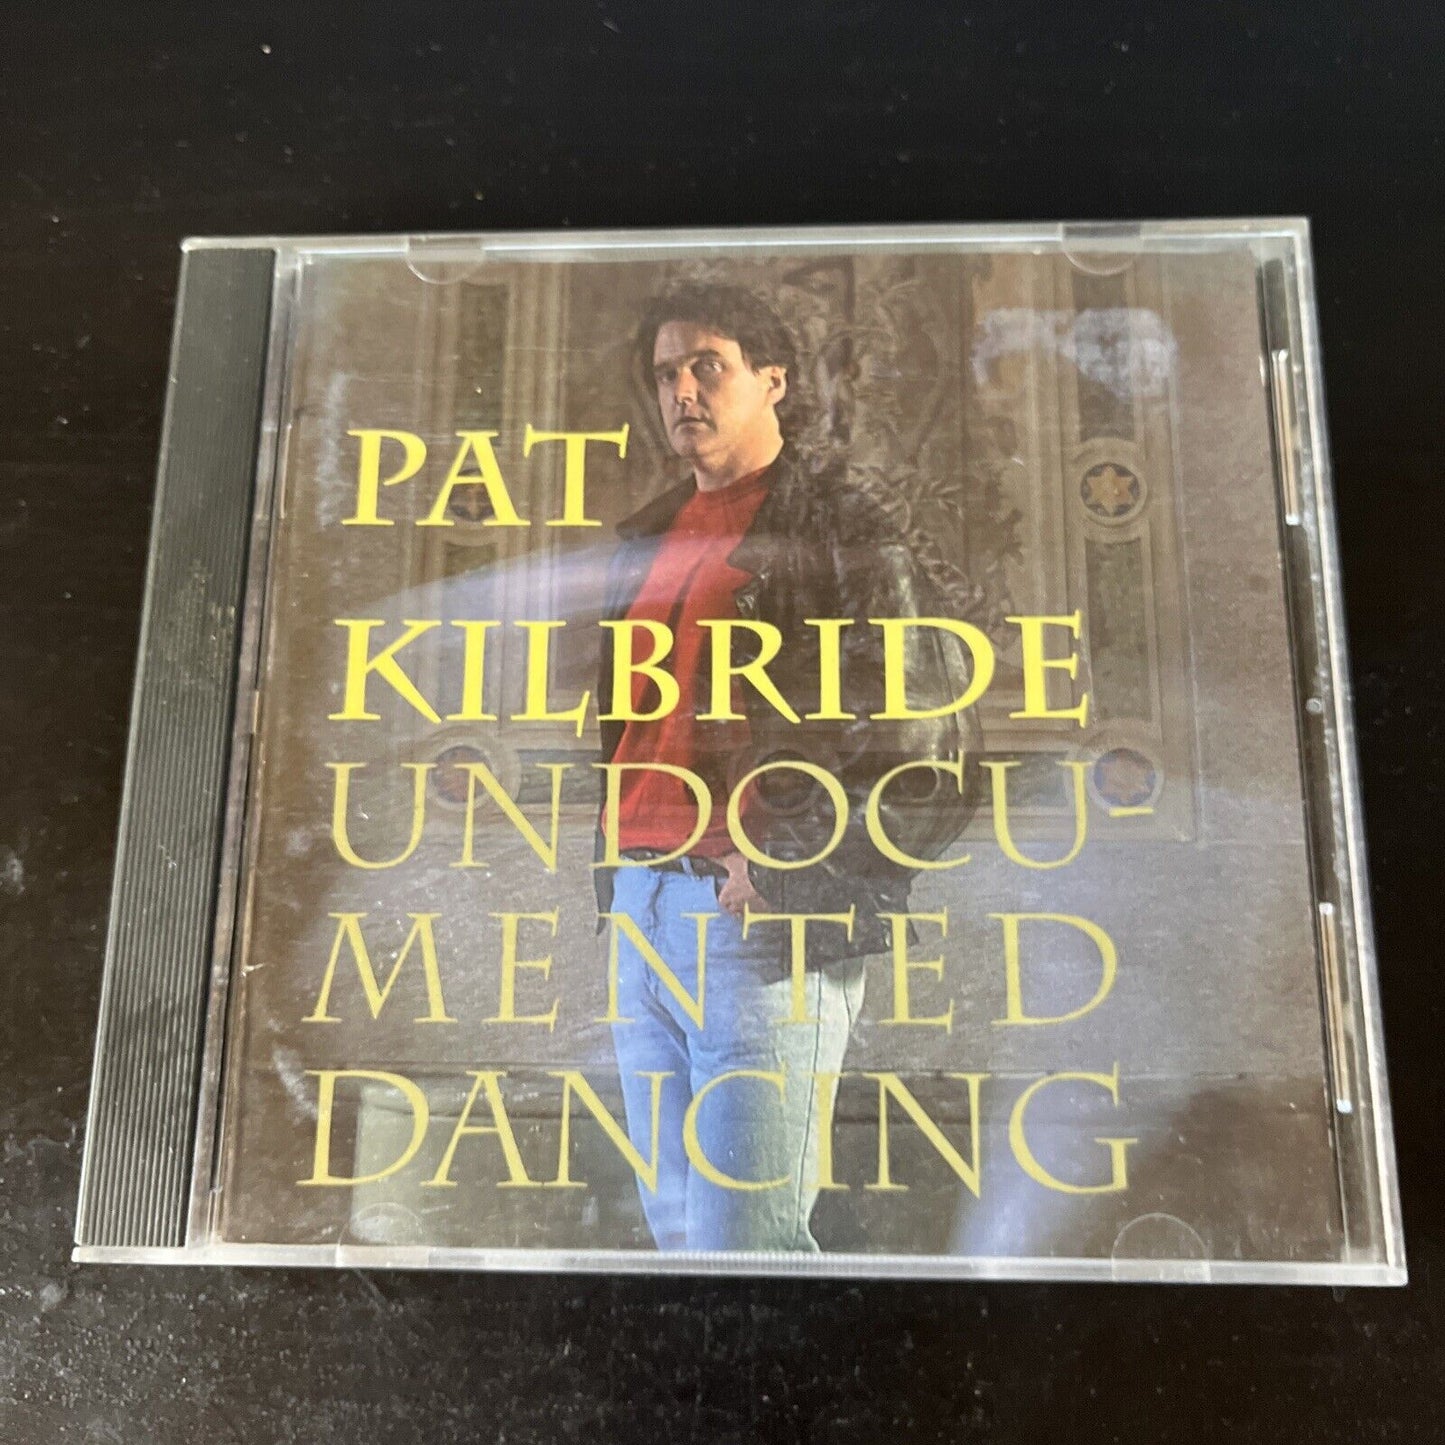 PAT
KILBRIDE
UNDOCU-
MENTED
DANCING